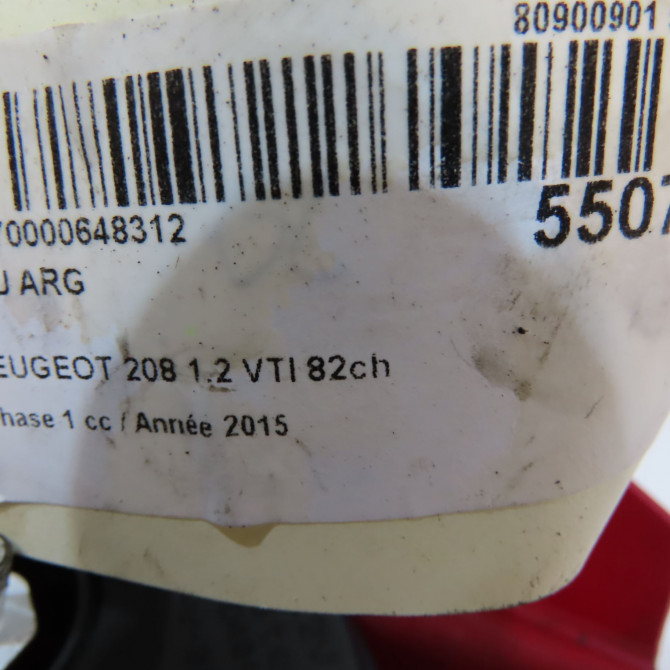 80900901
70000648312
5507
J ARG
EUGEOT 208 1.2 VTI 82ch
hase 1 cc / Année 2015